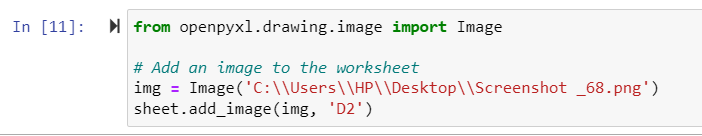 In [11]:
from openpyxl.drawing.image import Image

# Add an image to the worksheet
img = Image('C:\\Users\\HP\\Desktop\\Screenshot _68.png')
sheet.add_image(img, 'D2')